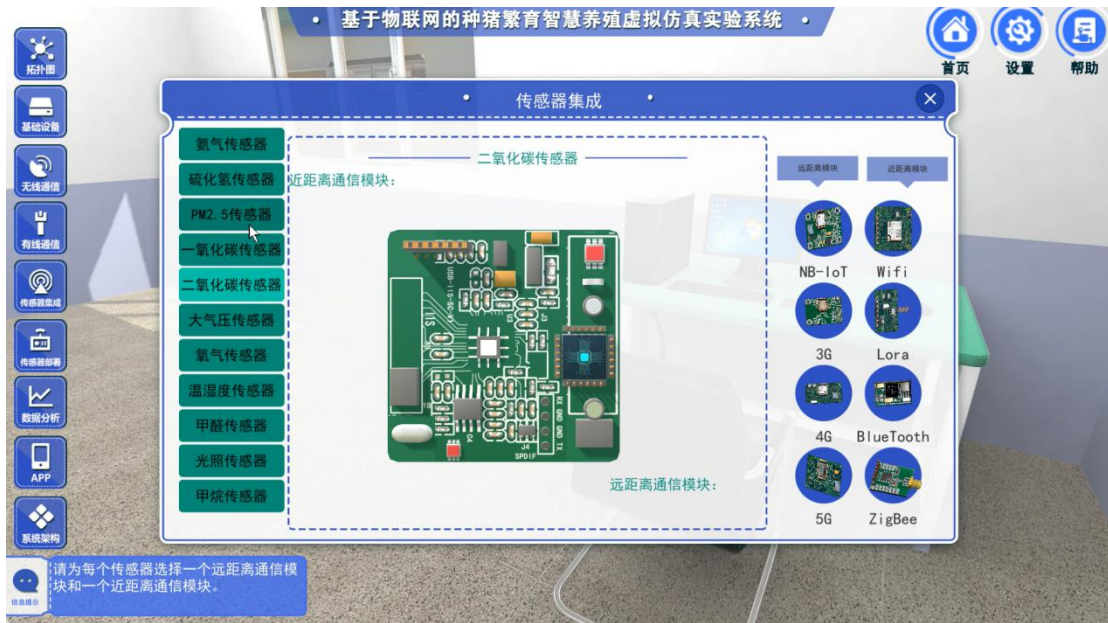 基于物联网的种猪繁育智慧养殖虚拟仿真实验系统
首页
设置
帮助
拓扑图
基础设备
无线通信
有线通信
传感器集成
传感器部署
数据分析
APP
系统架构
传感器集成
氨气传感器
硫化氢传感器
PM2.5传感器
一氧化碳传感器
二氧化碳传感器
大气压传感器
氧气传感器
温湿度传感器
甲醛传感器
光照传感器
甲烷传感器
二氧化碳传感器
近距离通信模块：
J3
J4
SPDIF
RX GND GND TX
远距离通信模块：
远距离模块
近距离模块
NB-IoT
Wifi
3G
Lora
4G
BlueTooth
5G
ZigBee
信息提示
请为每个传感器选择一个远距离通信模
块和一个近距离通信模块。